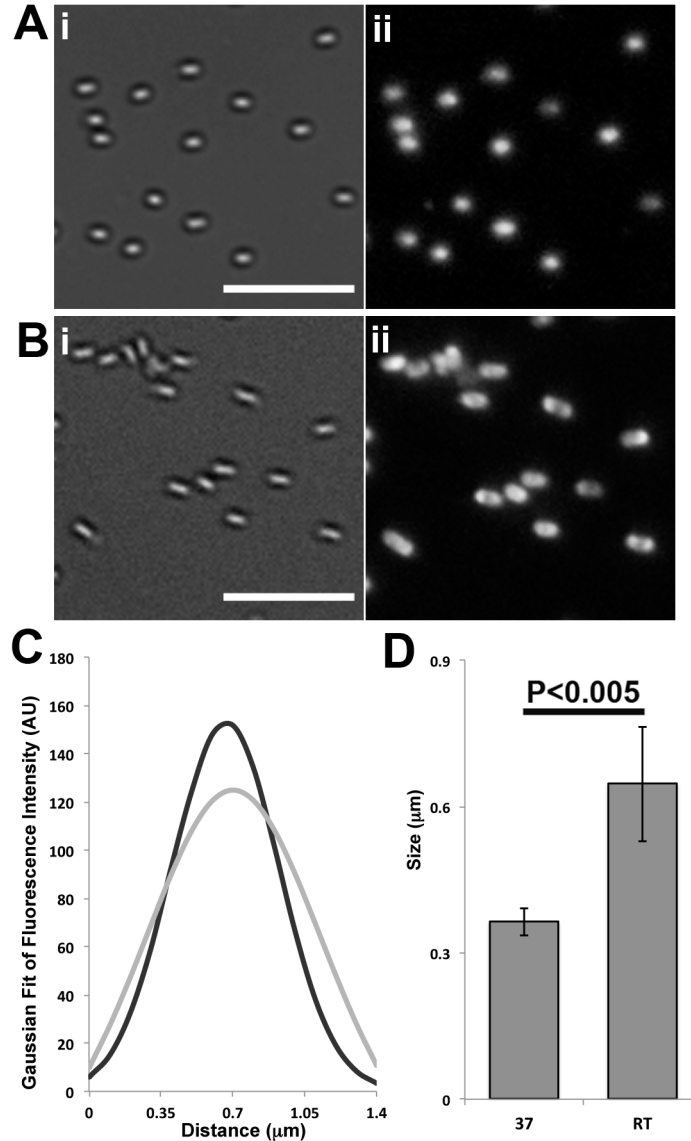 A
i
ii
B
i
ii
C
180
160
140
120
100
80
60
40
20
0
Gaussian Fit of Fluorescence Intensity (AU)
0 0.35 0.7 1.05 1.4
Distance (μm)
D
0.9
0.6
0.3
0
Size (μm)
P<0.005
37 RT